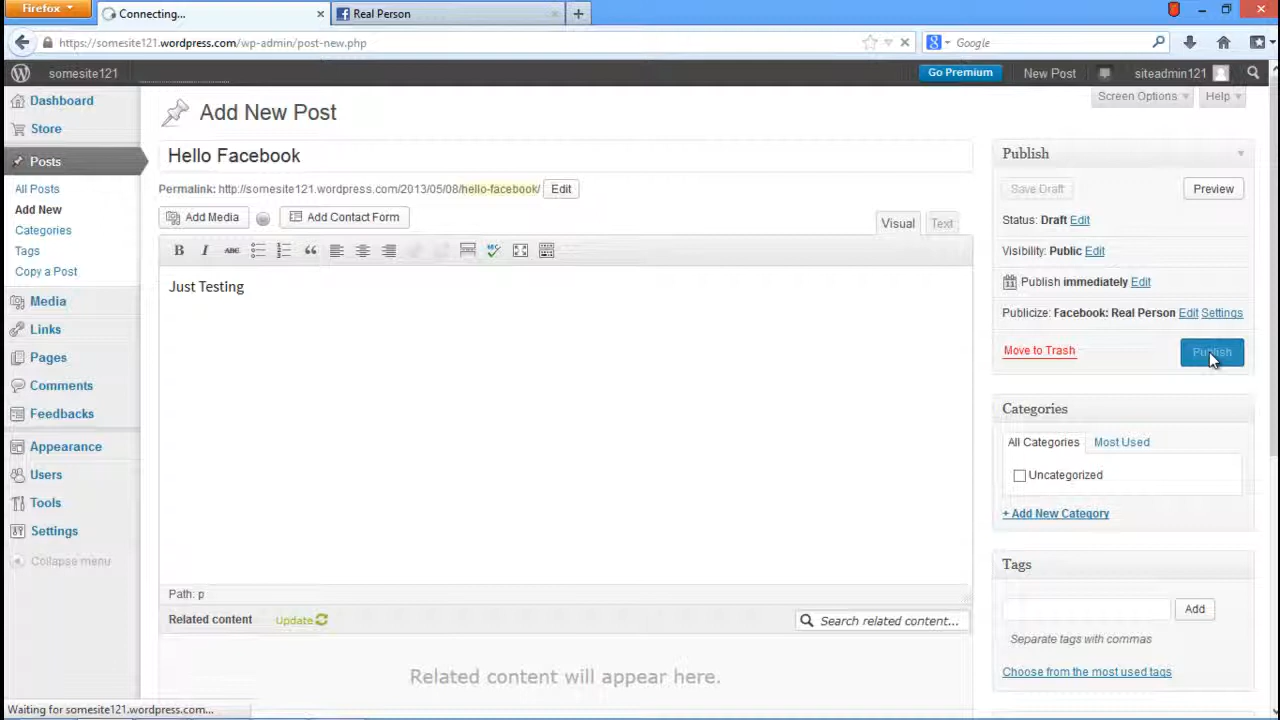 Firefox
Connecting...
Real Person
https://somesite121.wordpress.com/wp-admin/post-new.php
Google
somesite121
Go Premium
New Post
siteadmin121
Dashboard
Store
Posts
All Posts
Add New
Categories
Tags
Copy a Post
Media
Links
Pages
Comments
Feedbacks
Appearance
Users
Tools
Settings
Collapse menu
Screen Options
Help
Add New Post
Hello Facebook
Permalink: http://somesite121.wordpress.com/2013/05/08/hello-facebook/ Edit
Add Media
Add Contact Form
Visual
Text
B I ABC
Just Testing
Path: p
Related content Update
Search related content...
Related content will appear here.
Publish
Save Draft
Preview
Status: Draft Edit
Visibility: Public Edit
Publish immediately Edit
Publicize: Facebook: Real Person Edit Settings
Move to Trash
Publish
Categories
All Categories
Most Used
Uncategorized
+ Add New Category
Tags
Add
Separate tags with commas
Choose from the most used tags
Waiting for somesite121.wordpress.com...